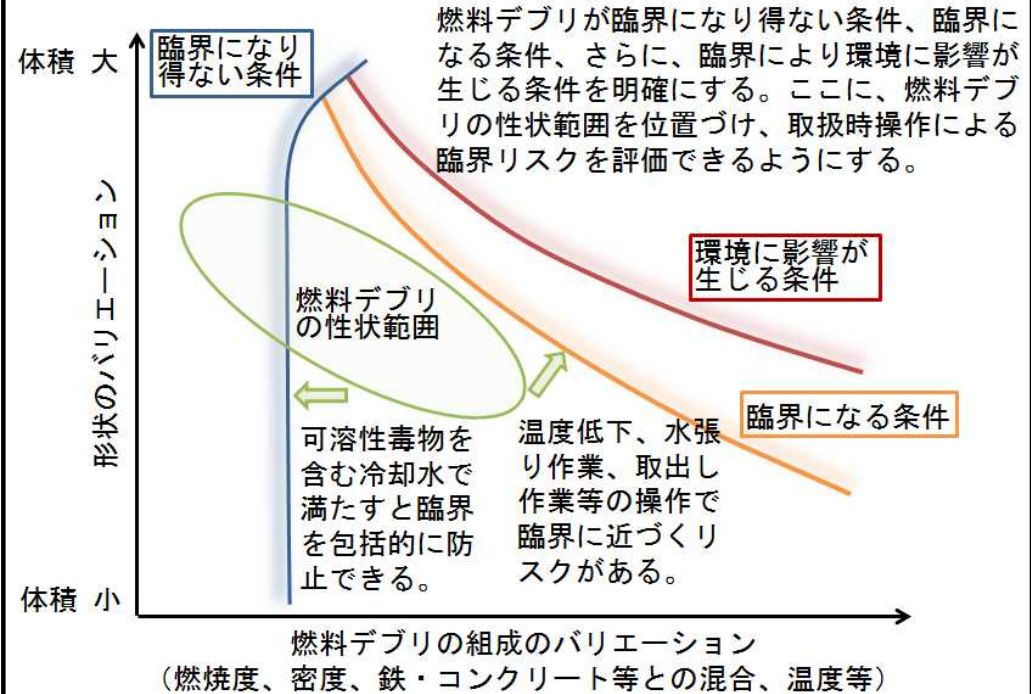 燃料デブリが臨界になり得ない条件、臨界に
なる条件、さらに、臨界により環境に影響が
生じる条件を明確にする。ここに、燃料デブ
リの性状範囲を位置づけ、取扱時操作による
臨界リスクを評価できるようにする。
体積 大
臨界になり
得ない条件
形状のバリエーション
環境に影響が
生じる条件
燃料デブリ
の性状範囲
臨界になる条件
可溶性毒物を
含む冷却水で
満たすと臨界
を包括的に防
止できる。
温度低下、水張
り作業、取出し
作業等の操作で
臨界に近づくリ
スクがある。
体積 小
燃料デブリの組成のバリエーション
（燃焼度、密度、鉄・コンクリート等との混合、温度等）